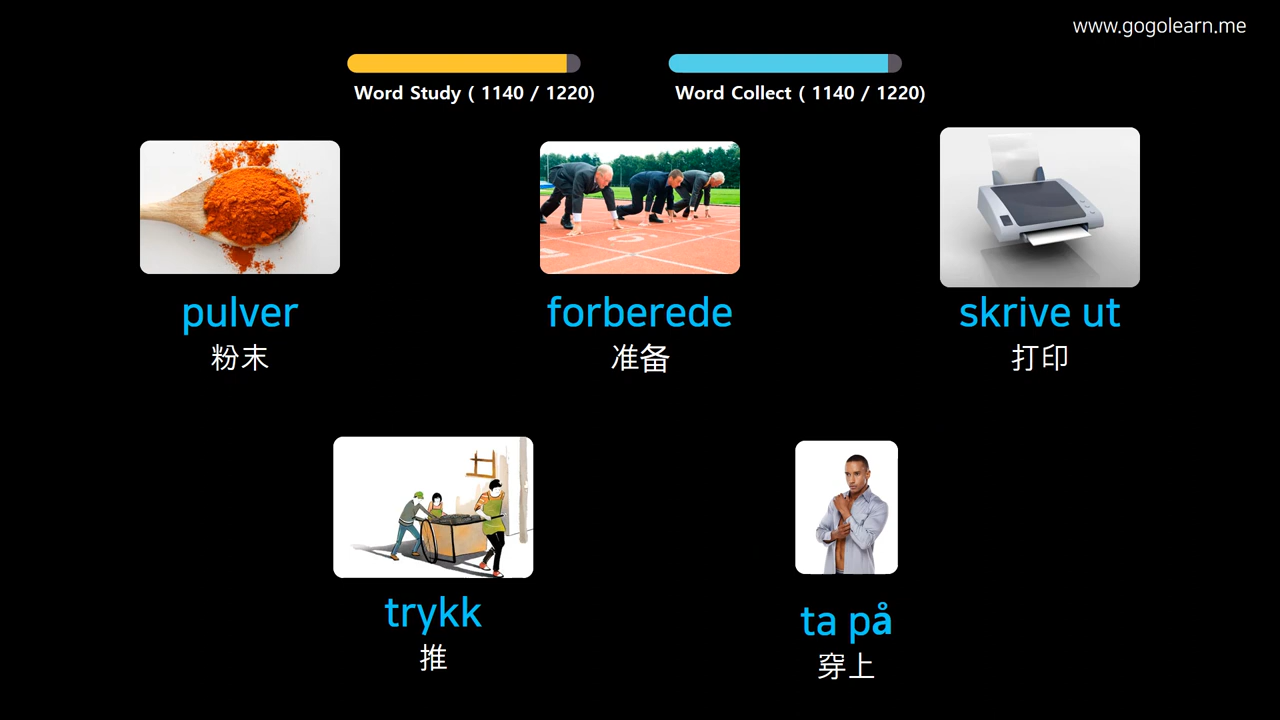 www.gogolearn.me
Word Study ( 1140 / 1220)
Word Collect ( 1140 / 1220)
pulver
粉末
forberede
准备
skrive ut
打印
trykk
推
ta på
穿上